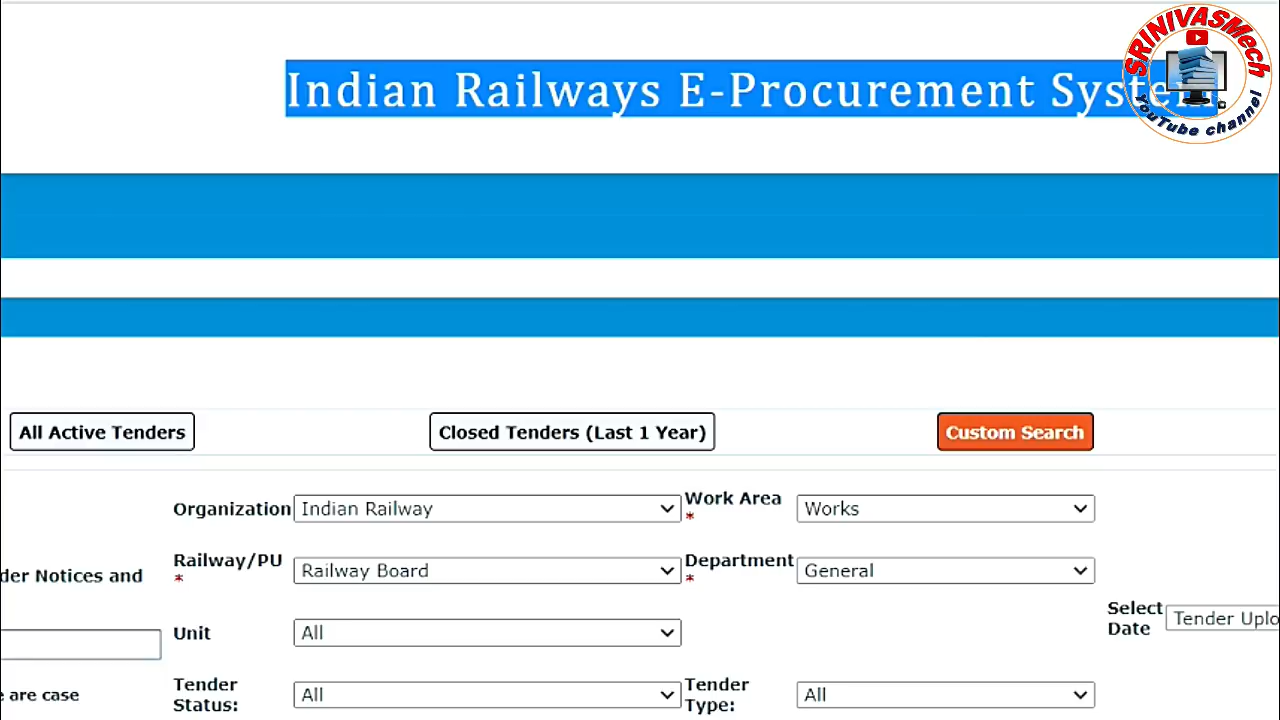 Indian Railways E-Procurement System
SRINIVASMech
YouTube channel
All Active Tenders
Closed Tenders (Last 1 Year)
Custom Search
Organization
Indian Railway
Work Area
*
Works
Railway/PU
*
Railway Board
Department
*
General
der Notices and
Select
Date
Tender Uplo
Unit
All
Tender
Status:
All
Tender
Type:
All
e are case